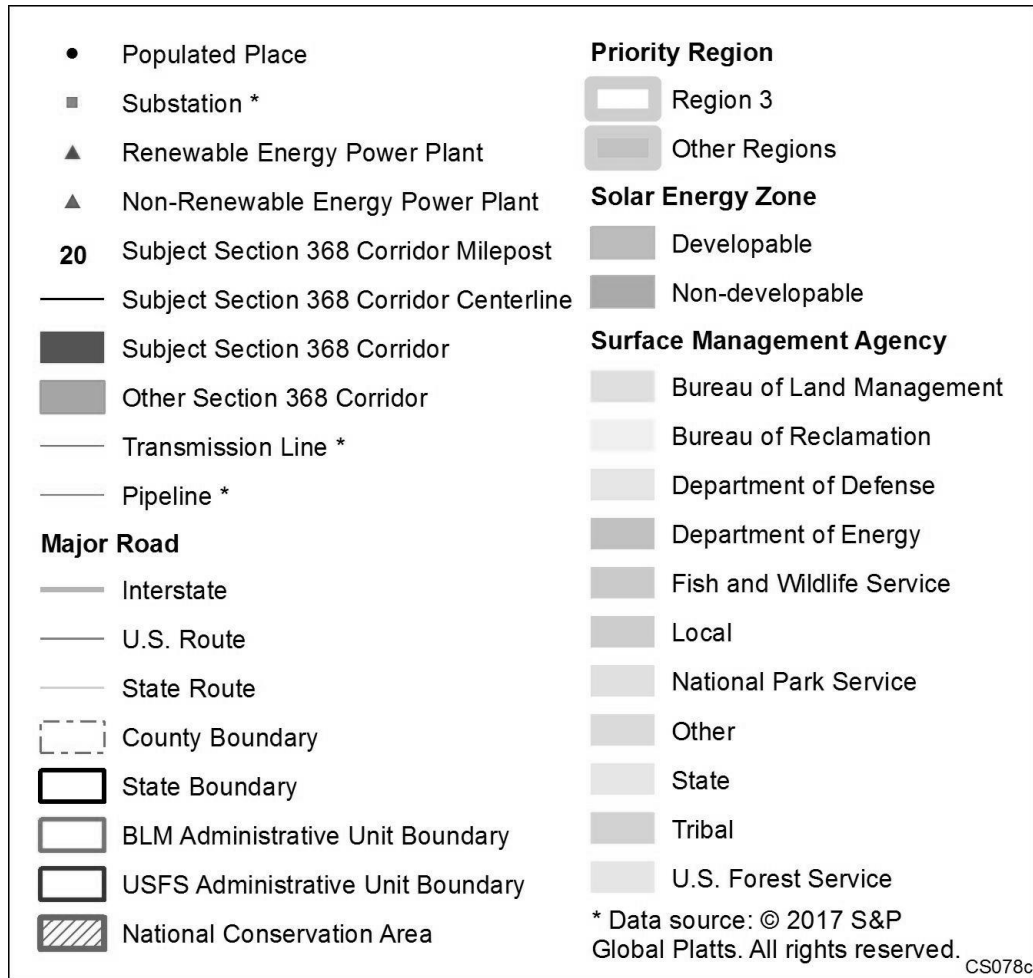 Populated Place
Substation *
Renewable Energy Power Plant
Non-Renewable Energy Power Plant
20 Subject Section 368 Corridor Milepost
Subject Section 368 Corridor Centerline
Subject Section 368 Corridor
Other Section 368 Corridor
Transmission Line *
Pipeline *
Major Road
Interstate
U.S. Route
State Route
County Boundary
State Boundary
BLM Administrative Unit Boundary
USFS Administrative Unit Boundary
National Conservation Area
Priority Region
Region 3
Other Regions
Solar Energy Zone
Developable
Non-developable
Surface Management Agency
Bureau of Land Management
Bureau of Reclamation
Department of Defense
Department of Energy
Fish and Wildlife Service
Local
National Park Service
Other
State
Tribal
U.S. Forest Service
* Data source: © 2017 S&P
Global Platts. All rights reserved.
CS078c